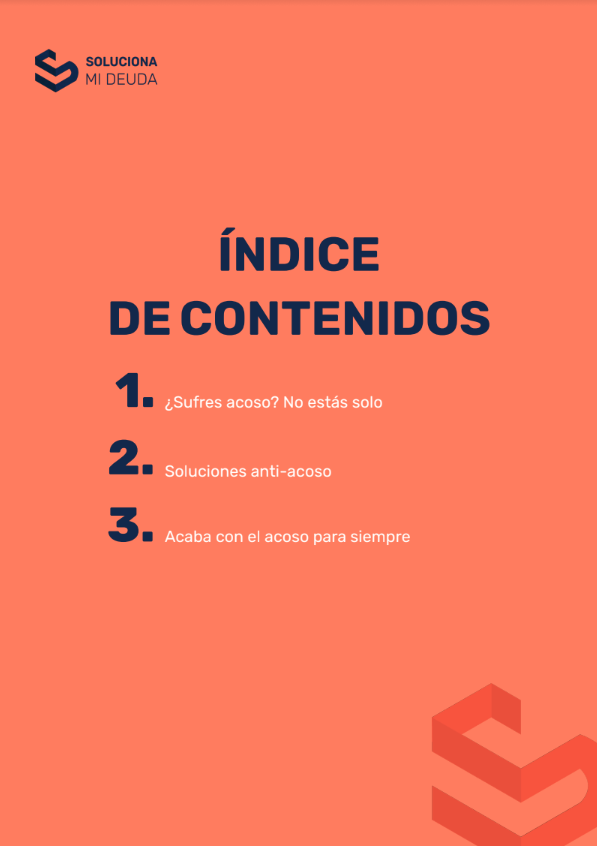 SOLUCIONA
MI DEUDA
ÍNDICE
DE CONTENIDOS
1. ¿Sufres acoso? No estás solo
2. Soluciones anti-acoso
3. Acaba con el acoso para siempre